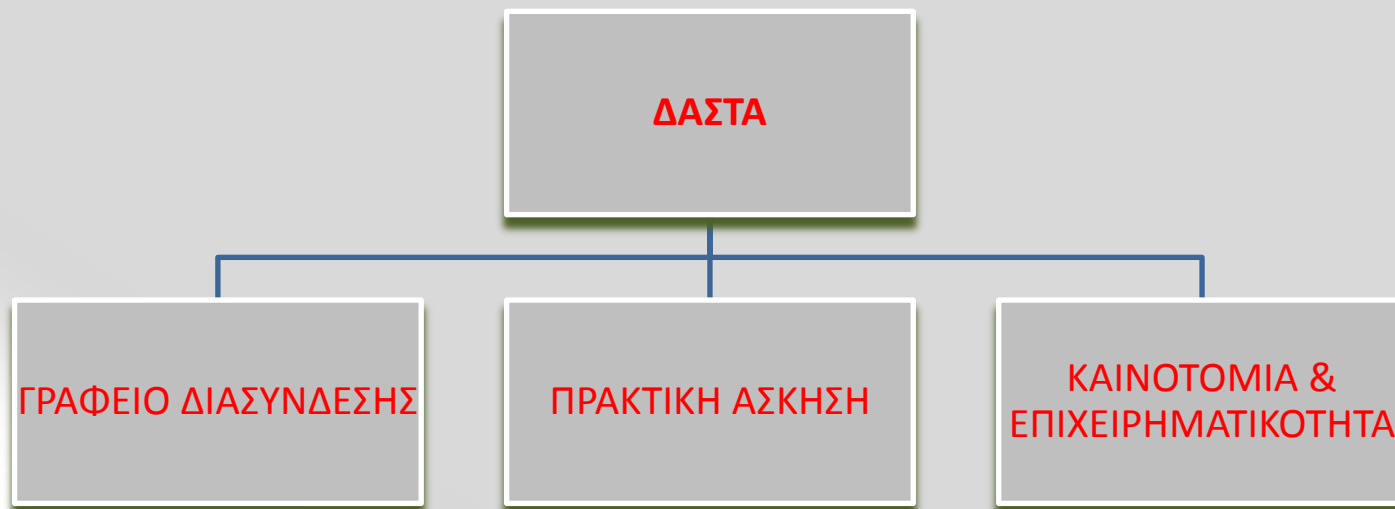 ΔΑΣΤΑ
ΓΡΑΦΕΙΟ ΔΙΑΣΥΝΔΕΣΗΣ
ΠΡΑΚΤΙΚΗ ΑΣΚΗΣΗ
ΚΑΙΝΟΤΟΜΙΑ &
ΕΠΙΧΕΙΡΗΜΑΤΙΚΟΤΗΤΑ